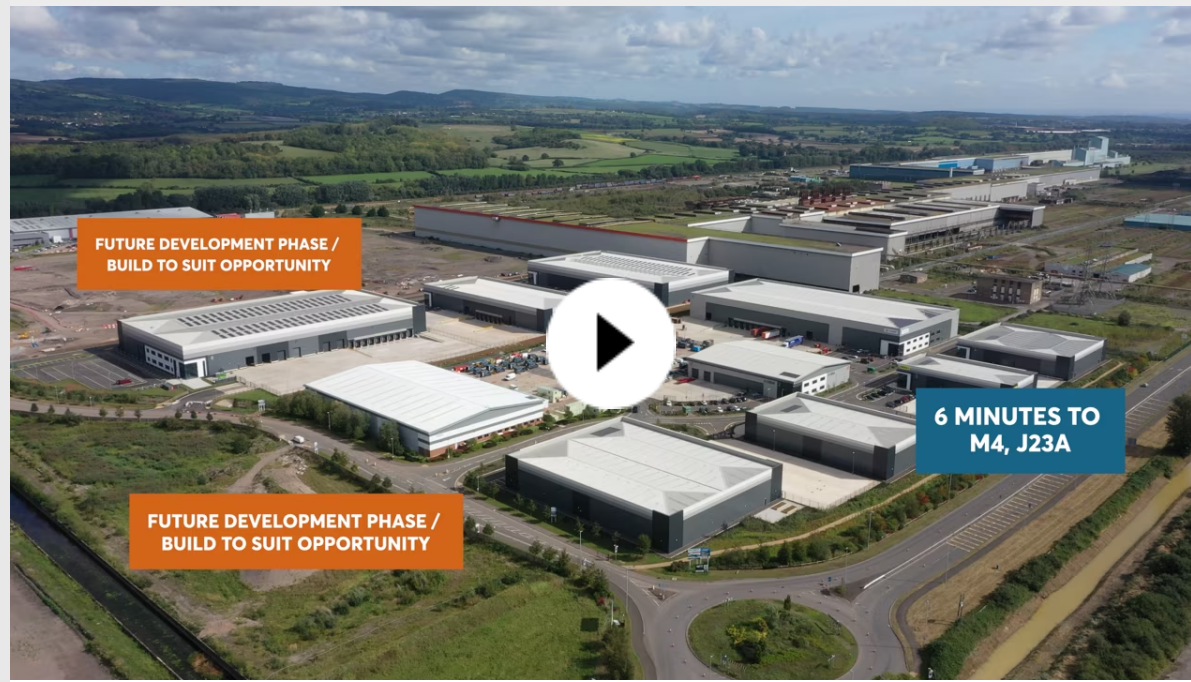 FUTURE DEVELOPMENT PHASE /
BUILD TO SUIT OPPORTUNITY
6 MINUTES TO
M4, J23A
FUTURE DEVELOPMENT PHASE /
BUILD TO SUIT OPPORTUNITY